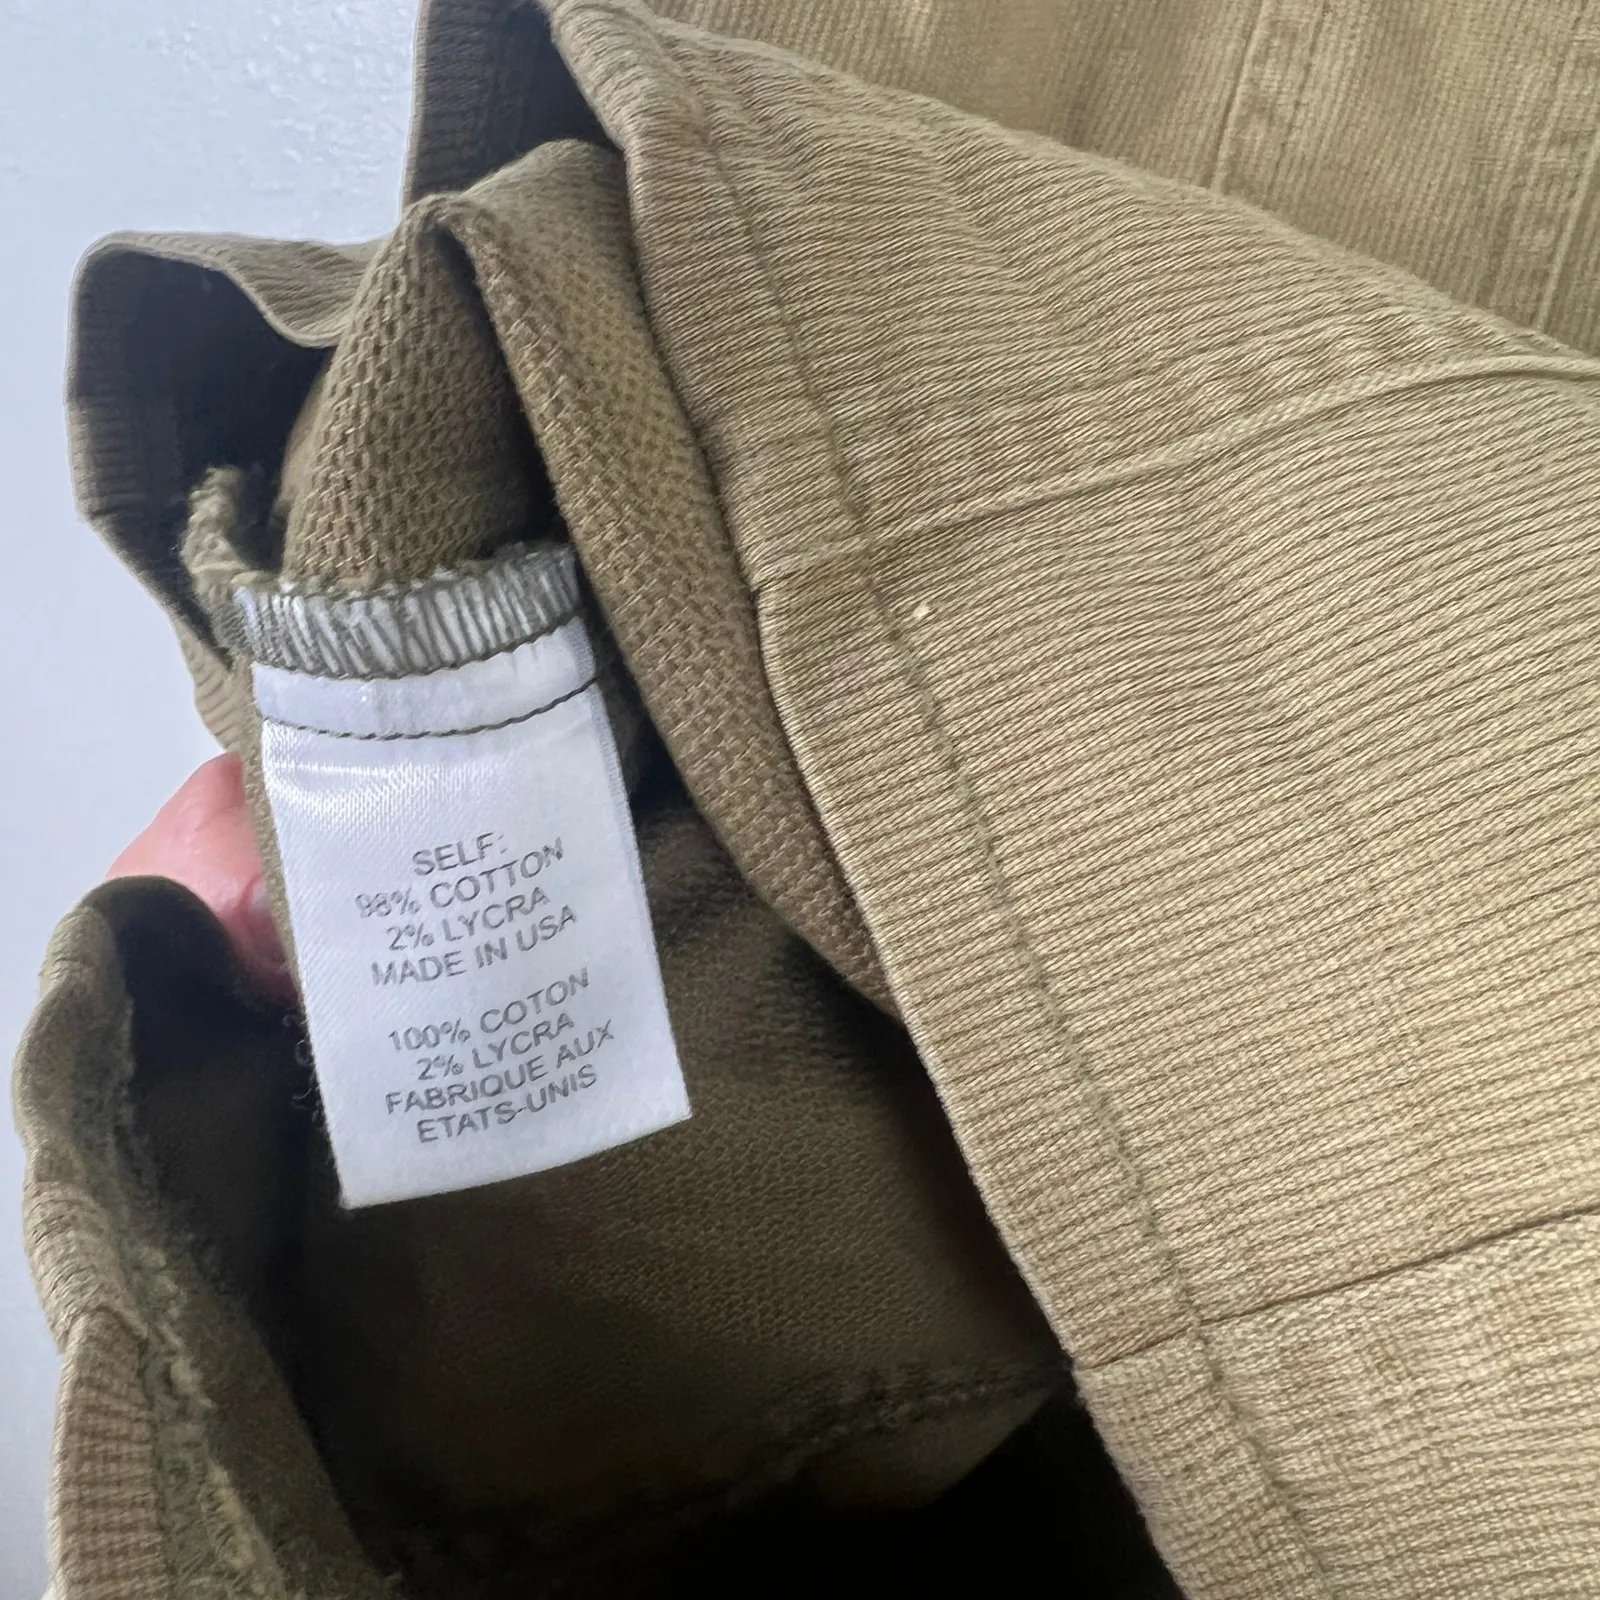 SELF:
98% COTTON
2% LYCRA
MADE IN USA
100% COTON
2% LYCRA
FABRIQUE AUX
ETATS-UNIS